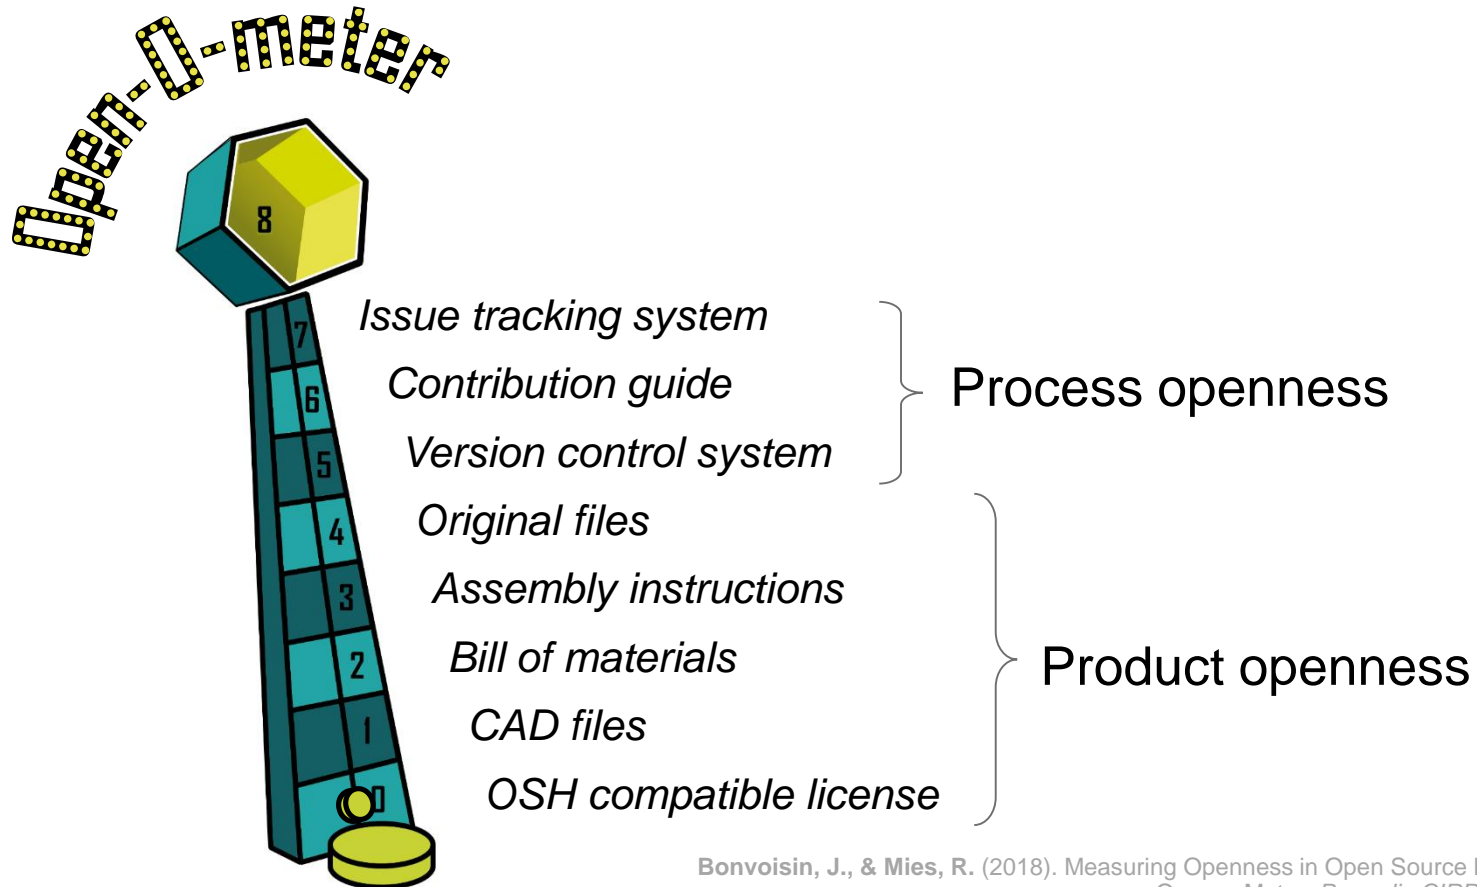 Open-O-meter
8
7 Issue tracking system
6 Contribution guide
Process openness
5 Version control system
4 Original files
3 Assembly instructions
2 Bill of materials
Product openness
1 CAD files
0 OSH compatible license
Bonvoisin, J., & Mies, R. (2018). Measuring Openness in Open Source